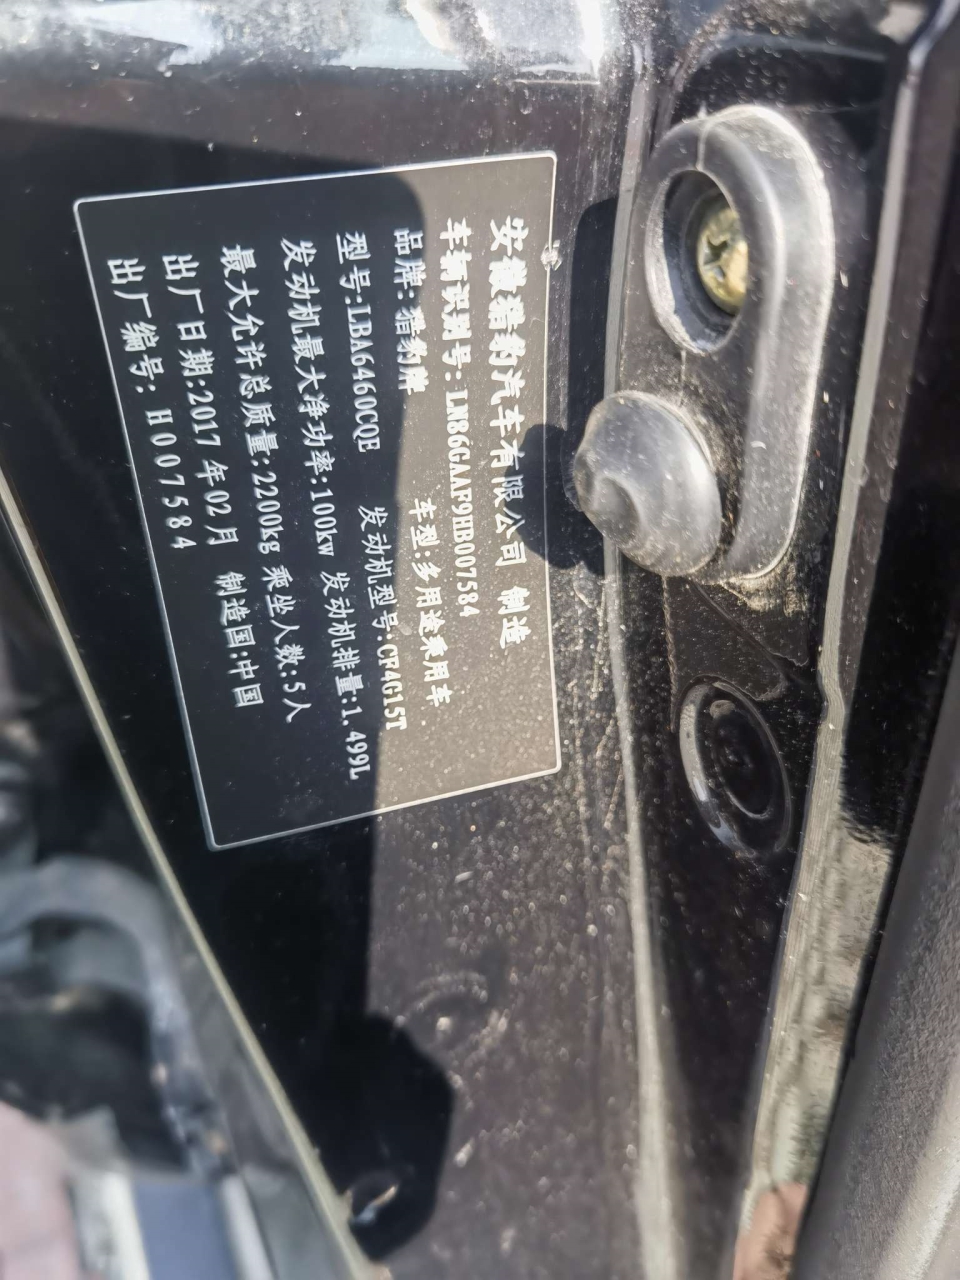 安徽猎豹汽车有限公司 制造
车辆识别号:LN86GAAF9HB007584
品牌:猎豹牌 车型:多用途乘用车
型号:LBA6460CQE 发动机型号:CF4G15T
发动机最大净功率:100kw 发动机排量:1.499L
最大允许总质量:2200kg 乘坐人数:5人
出厂日期:2017年02月 制造国:中国
出厂编号: H007584